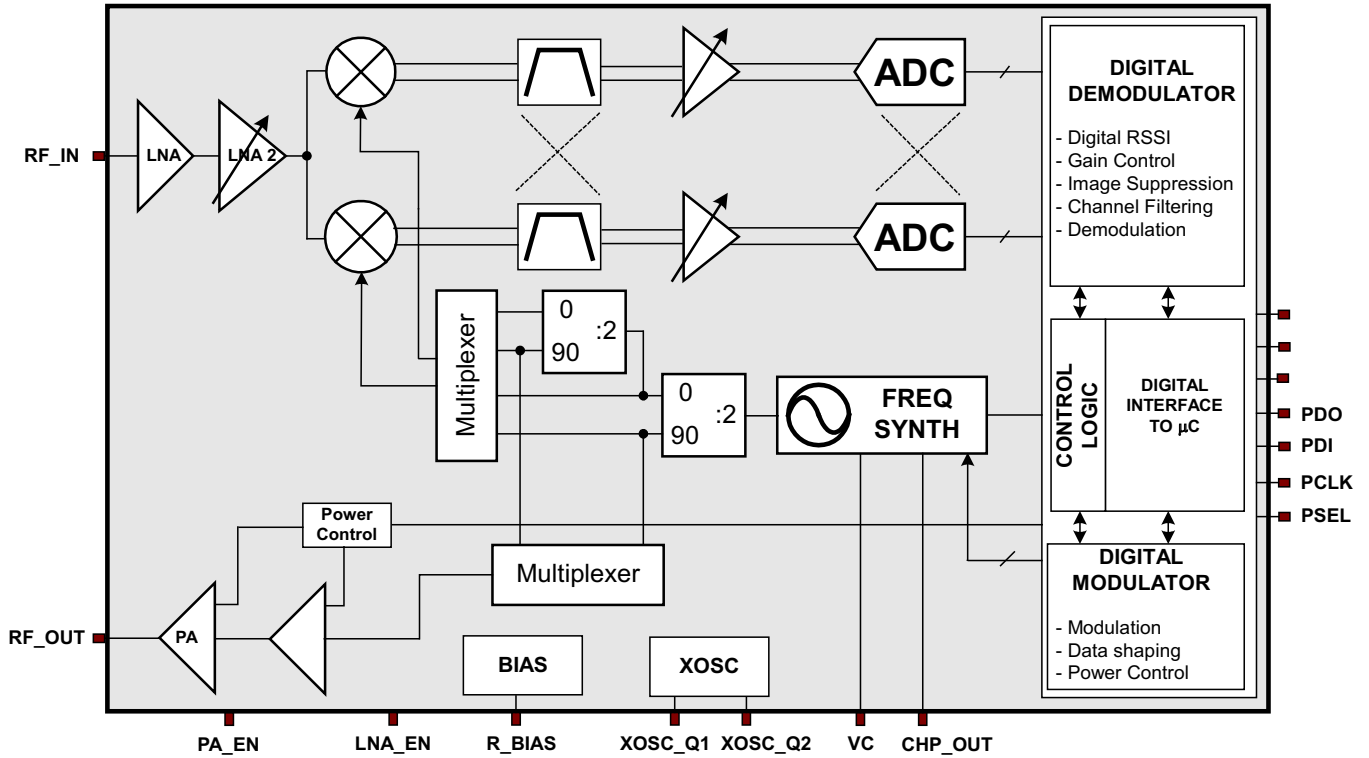 ADC
DIGITAL
DEMODULATOR
- Digital RSSI
- Gain Control
- Image Suppression
- Channel Filtering
- Demodulation
RF_IN
LNA
LNA 2
ADC
Multiplexer
0
:2
90
0
:2
90
FREQ
SYNTH
CONTROL
LOGIC
DIGITAL
INTERFACE
TO µC
PDO
PDI
PCLK
PSEL
Power
Control
Multiplexer
DIGITAL
MODULATOR
- Modulation
- Data shaping
- Power Control
RF_OUT
PA
BIAS
XOSC
PA_EN
LNA_EN
R_BIAS
XOSC_Q1
XOSC_Q2
VC
CHP_OUT